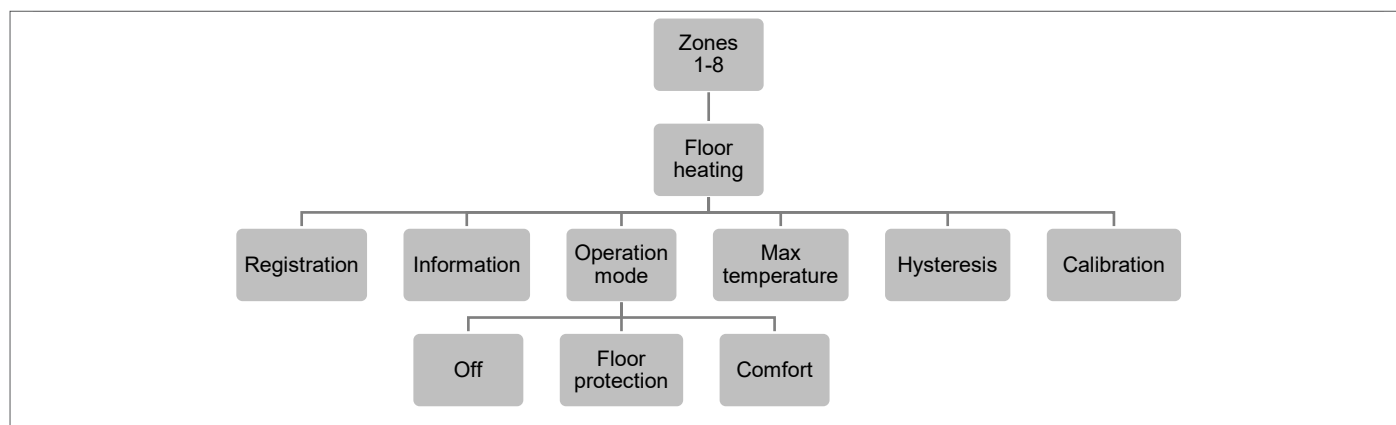 Zones
1-8
Floor
heating
Registration
Information
Operation
mode
Max
temperature
Hysteresis
Calibration
Off
Floor
protection
Comfort